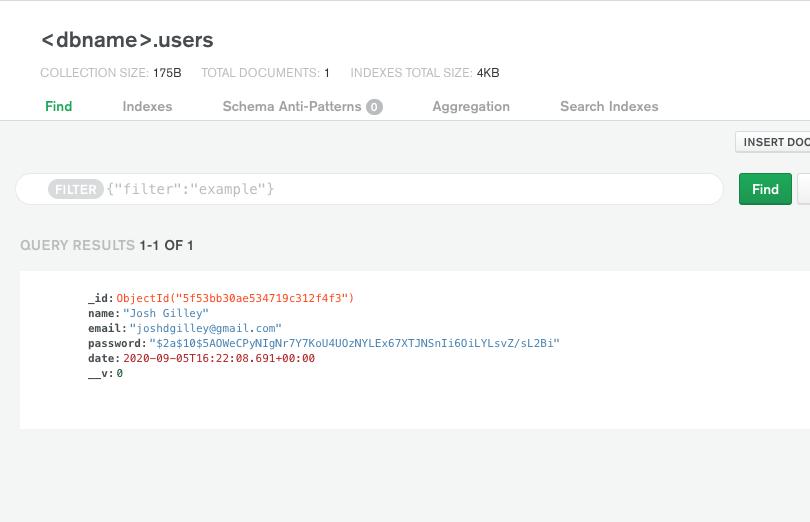 <dbname>.users
COLLECTION SIZE: 175B TOTAL DOCUMENTS: 1 INDEXES TOTAL SIZE: 4KB
Find Indexes Schema Anti-Patterns 0 Aggregation Search Indexes
INSERT DOC
FILTER {"filter":"example"}
Find
QUERY RESULTS 1-1 OF 1
_id: ObjectId("5f53bb30ae534719c312f4f3")
name: "Josh Gilley"
email: "joshdgilley@gmail.com"
password: "$2a$10$5AOWeCPyNIgNr7Y7KoU4UOzNYLEx67XTJNSnIi6OiLYLsvZ/sL2Bi"
date: 2020-09-05T16:22:08.691+00:00
__v: 0